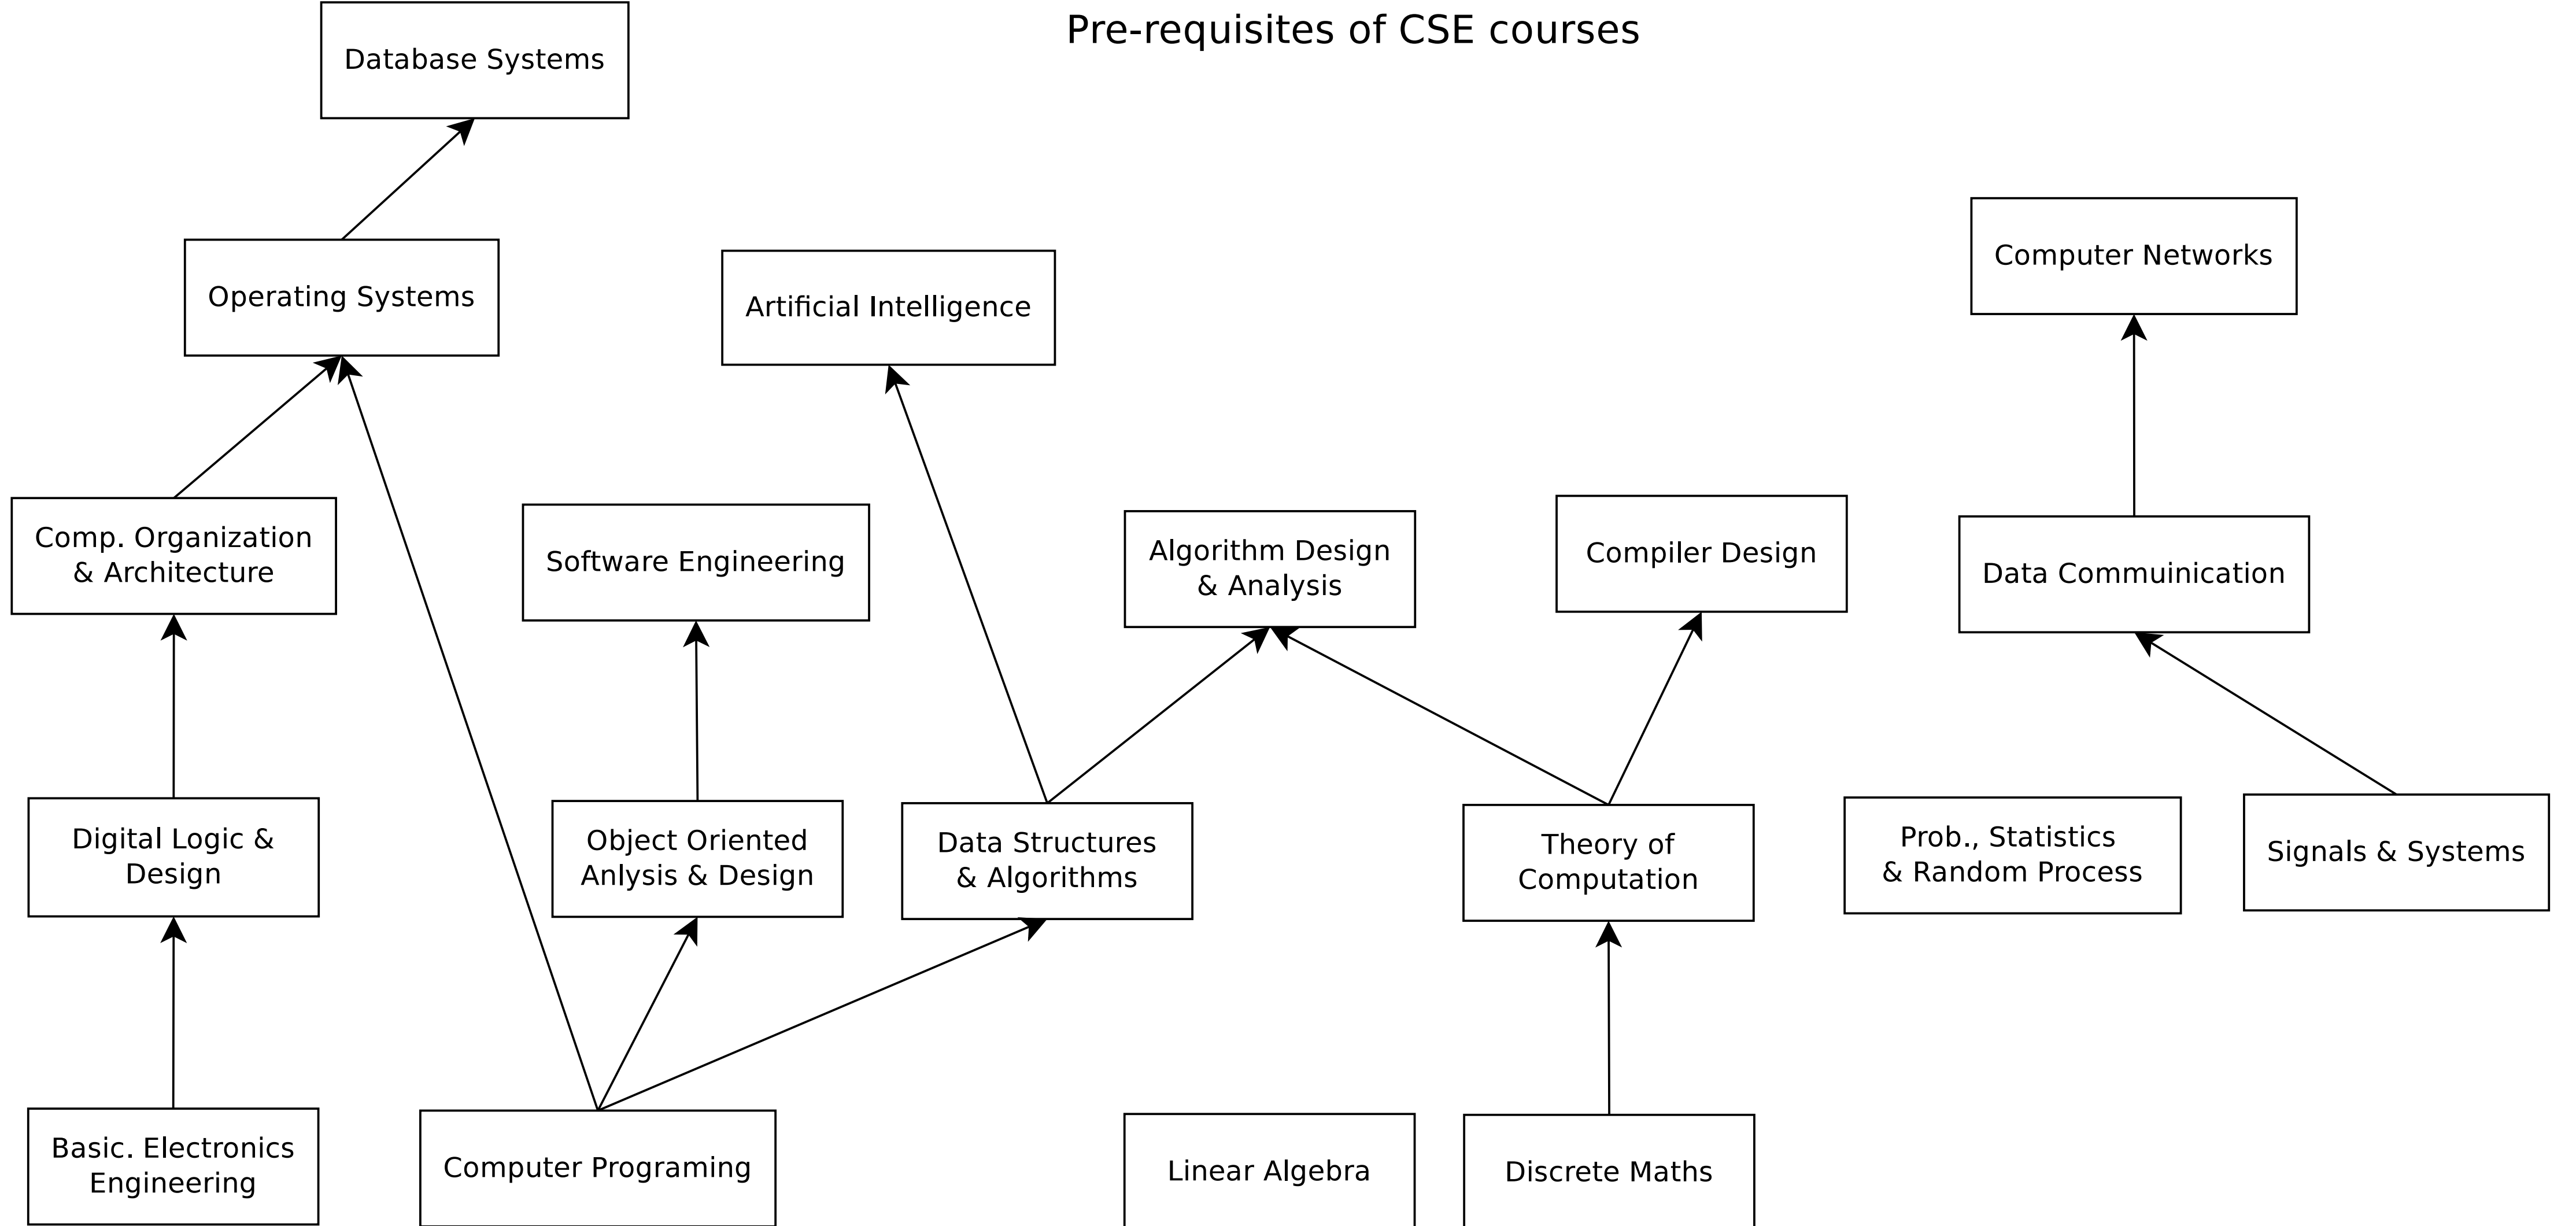 Pre-requisites of CSE courses
Database Systems
Computer Networks
Operating Systems
Artificial Intelligence
Comp. Organization
& Architecture
Software Engineering
Algorithm Design
& Analysis
Compiler Design
Data Commuinication
Digital Logic &
Design
Object Oriented
Anlysis & Design
Data Structures
& Algorithms
Theory of
Computation
Prob., Statistics
& Random Process
Signals & Systems
Basic. Electronics
Engineering
Computer Programing
Linear Algebra
Discrete Maths